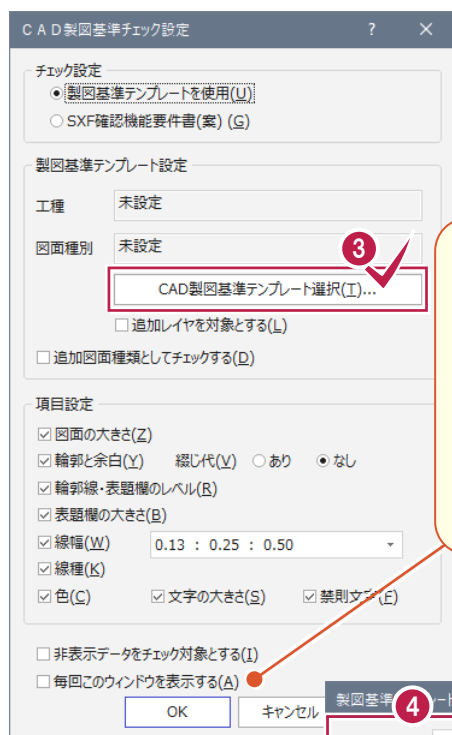 CAD製図基準チェック設定 ? ×
チェック設定
製図基準テンプレートを使用(U)
SXF確認機能要件書(案) (G)
製図基準テンプレート設定
工種 未設定
図面種別 未設定
3
CAD製図基準テンプレート選択(T)...
追加レイヤを対象とする(L)
追加図面種類としてチェックする(D)
項目設定
図面の大きさ(Z)
輪郭と余白(Y) 綴じ代(V) あり なし
輪郭線・表題欄のレベル(R)
表題欄の大きさ(B)
線幅(W) 0.13 : 0.25 : 0.50
線種(K)
色(C) 文字の大きさ(S) 禁則文字(F)
非表示データをチェック対象とする(I)
毎回このウィンドウを表示する(A)
OK キャンセル
製図基準
4